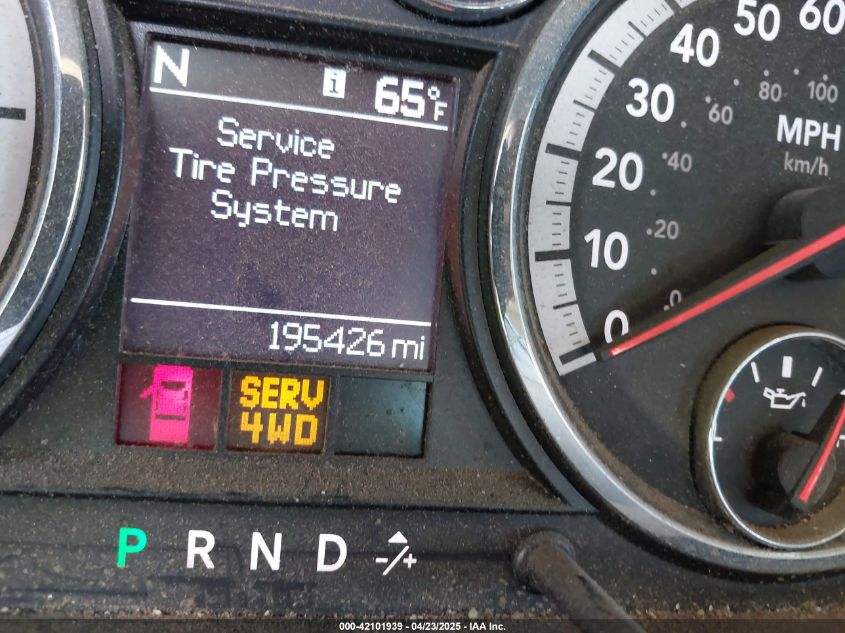 N i 65°F
Service
Tire Pressure
System
195426 mi
SERV
4WD
P R N D -/+
0
10
20
30
40
50
60
0
20
40
60
80
100
MPH
km/h
000-42101939 - 04/23/2025 - IAA Inc.